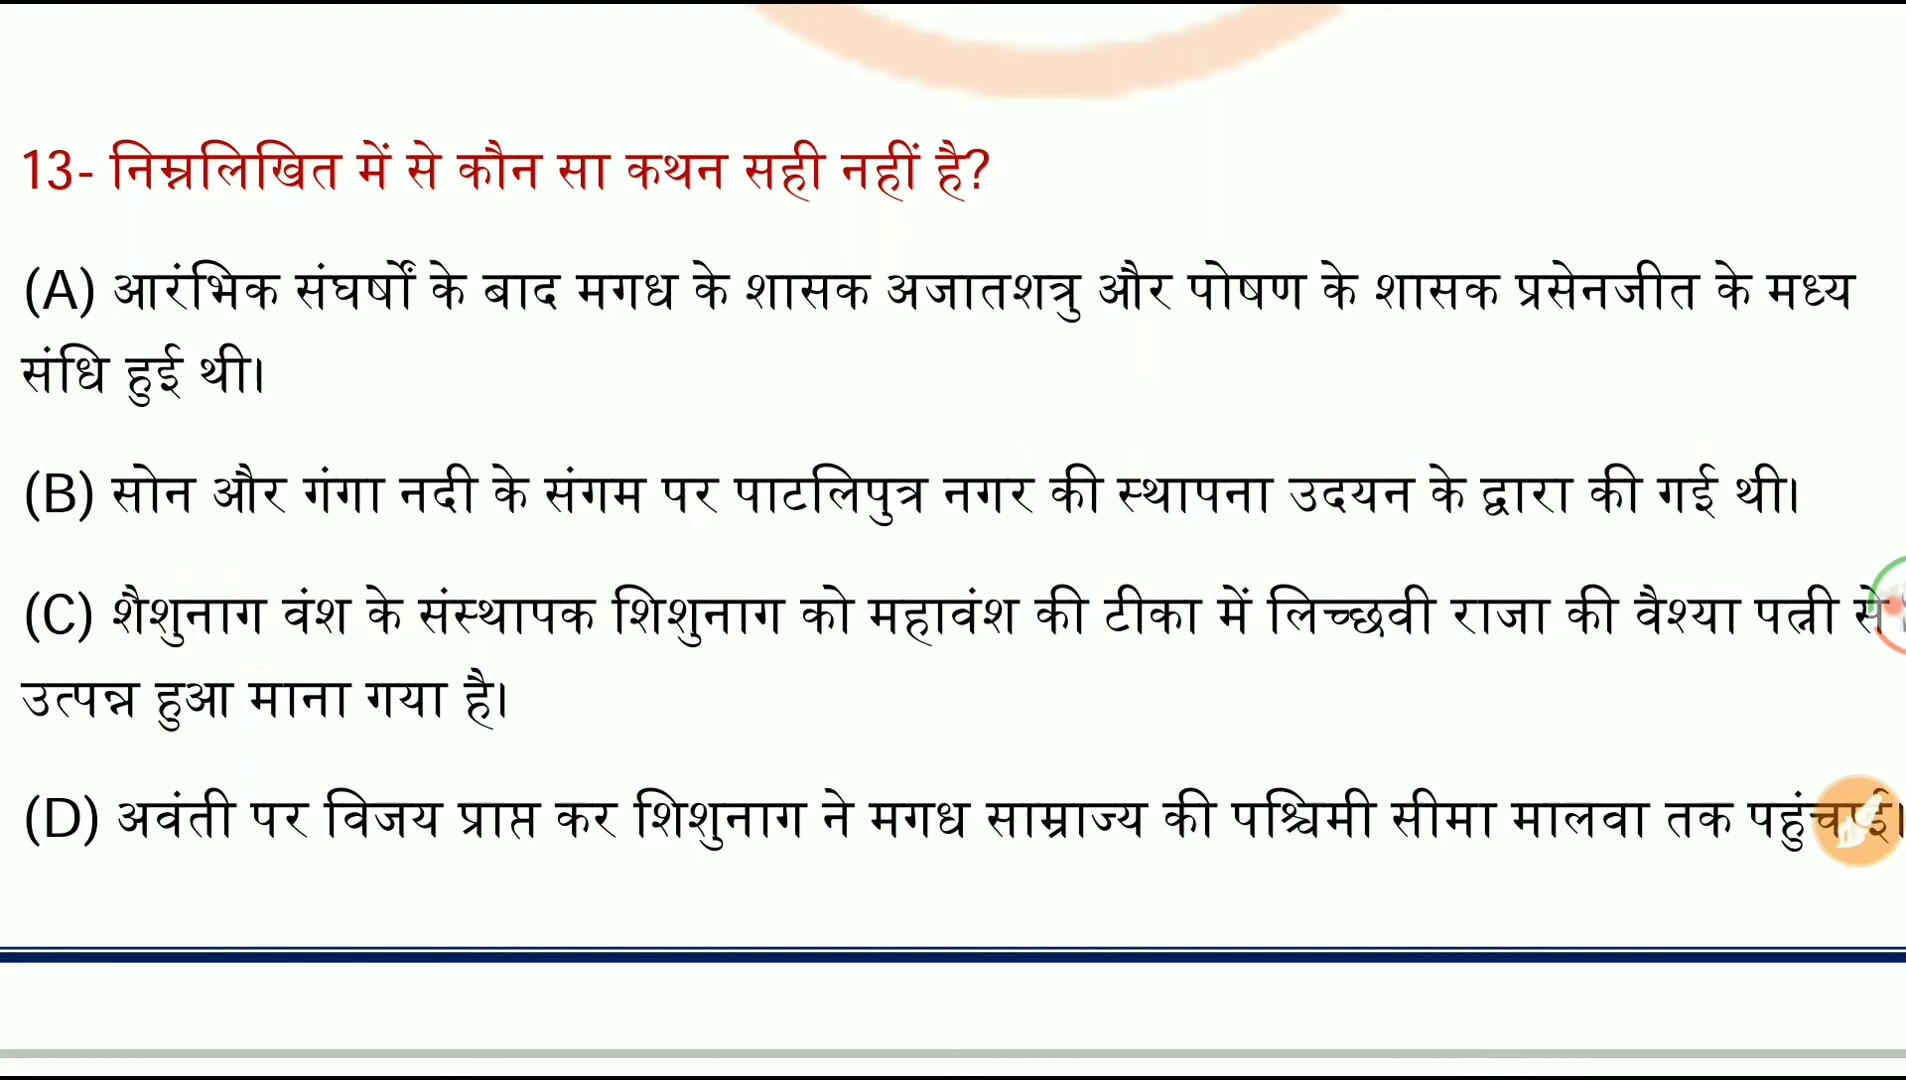 13- निम्नलिखित में से कौन सा कथन सही नहीं है?
(A) आरंभिक संघर्षों के बाद मगध के शासक अजातशत्रु और पोषण के शासक प्रसेनजीत के मध्य
संधि हुई थी।
(B) सोन और गंगा नदी के संगम पर पाटलिपुत्र नगर की स्थापना उदयन के द्वारा की गई थी।
(C) शैशुनाग वंश के संस्थापक शिशुनाग को महावंश की टीका में लिच्छवी राजा की वैश्या पत्नी से
उत्पन्न हुआ माना गया है।
(D) अवंती पर विजय प्राप्त कर शिशुनाग ने मगध साम्राज्य की पश्चिमी सीमा मालवा तक पहुंचाई।